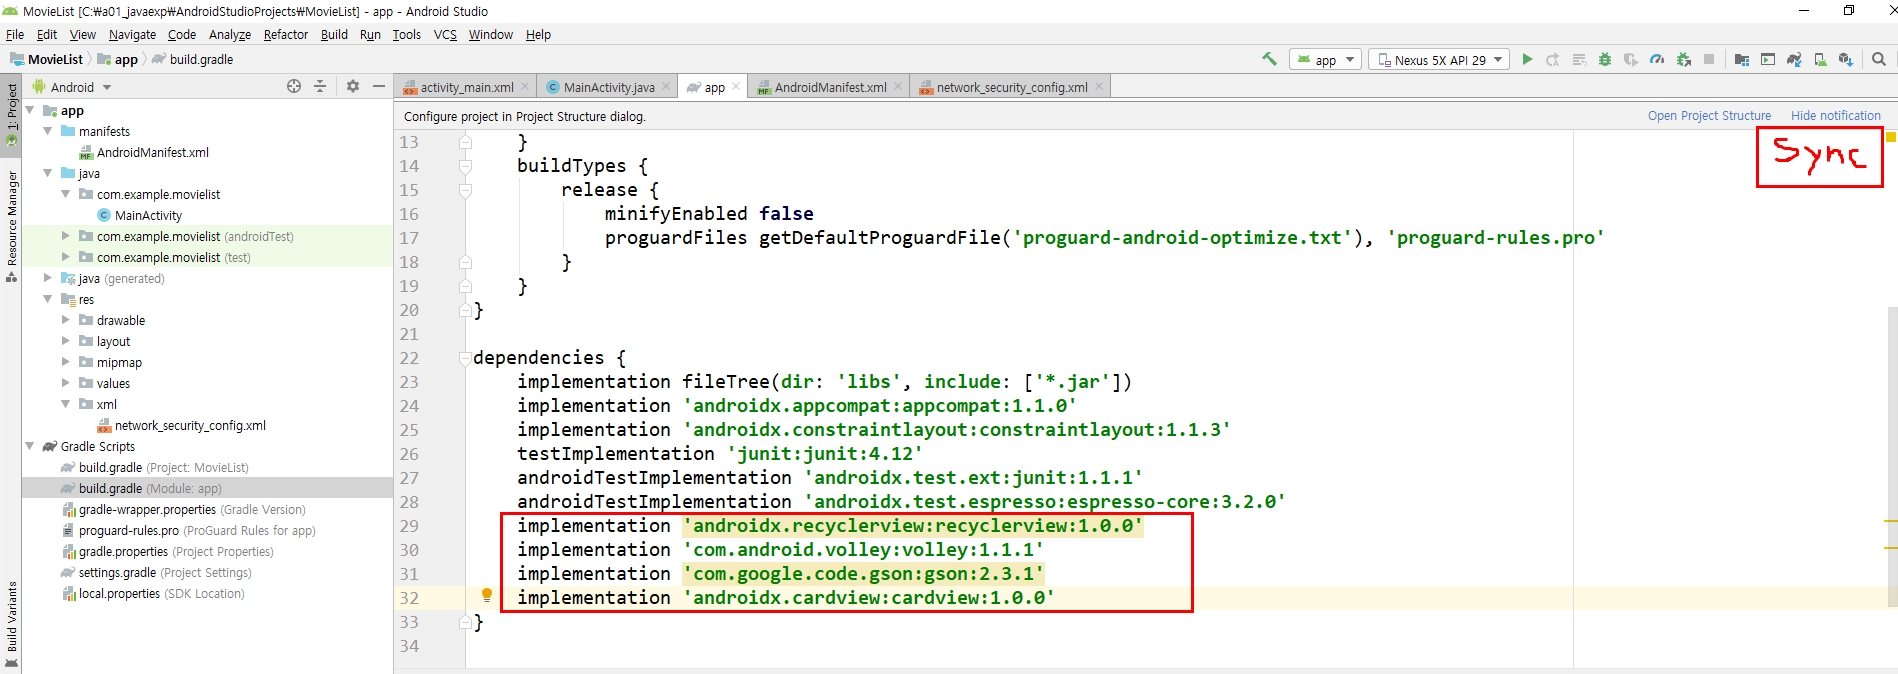 MovieList [C:\a01_javaexp\AndroidStudioProjects\MovieList] - app - Android Studio
File Edit View Navigate Code Analyze Refactor Build Run Tools VCS Window Help
MovieList app build.gradle
app Nexus 5X API 29
1: Project
Resource Manager
Build Variants
Android
app
manifests
AndroidManifest.xml
java
com.example.movielist
MainActivity
com.example.movielist (androidTest)
com.example.movielist (test)
java (generated)
res
drawable
layout
mipmap
values
xml
network_security_config.xml
Gradle Scripts
build.gradle (Project: MovieList)
build.gradle (Module: app)
gradle-wrapper.properties (Gradle Version)
proguard-rules.pro (ProGuard Rules for app)
gradle.properties (Project Properties)
settings.gradle (Project Settings)
local.properties (SDK Location)
activity_main.xml MainActivity.java app AndroidManifest.xml network_security_config.xml
Configure project in Project Structure dialog. Open Project Structure Hide notification
Sync
13 }
14 buildTypes {
15 release {
16 minifyEnabled false
17 proguardFiles getDefaultProguardFile('proguard-android-optimize.txt'), 'proguard-rules.pro'
18 }
19 }
20 }
21
22 dependencies {
23 implementation fileTree(dir: 'libs', include: ['*.jar'])
24 implementation 'androidx.appcompat:appcompat:1.1.0'
25 implementation 'androidx.constraintlayout:constraintlayout:1.1.3'
26 testImplementation 'junit:junit:4.12'
27 androidTestImplementation 'androidx.test.ext:junit:1.1.1'
28 androidTestImplementation 'androidx.test.espresso:espresso-core:3.2.0'
29 implementation 'androidx.recyclerview:recyclerview:1.0.0'
30 implementation 'com.android.volley:volley:1.1.1'
31 implementation 'com.google.code.gson:gson:2.3.1'
32 implementation 'androidx.cardview:cardview:1.0.0'
33 }
34